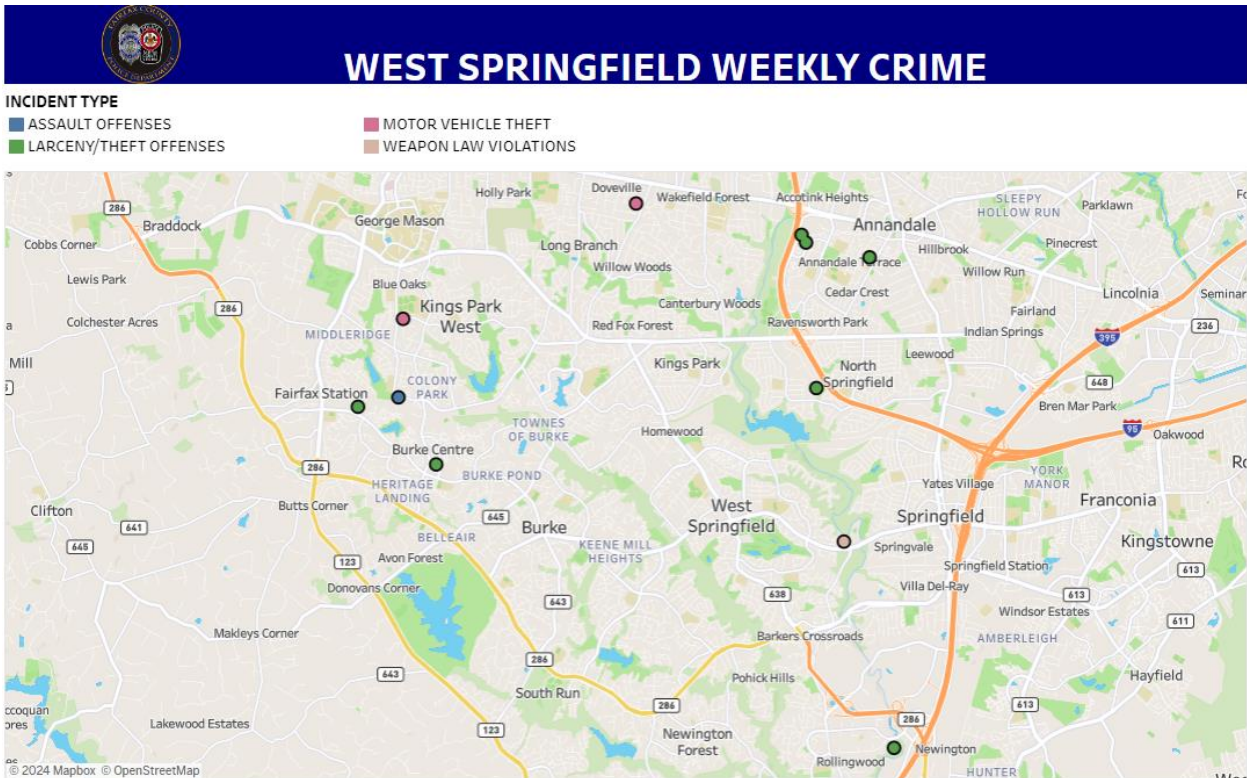 FAIRFAX COUNTY
POLICE DEPARTMENT
WEST SPRINGFIELD WEEKLY CRIME
INCIDENT TYPE
ASSAULT OFFENSES
MOTOR VEHICLE THEFT
LARCENY/THEFT OFFENSES
WEAPON LAW VIOLATIONS
Holly Park
Doveville
Wakefield Forest
Accotink Heights
SLEEPY
HOLLOW RUN
Parklawn
286
Braddock
George Mason
Annandale
Cobbs Corner
Long Branch
Hillbrook
Pinecrest
Willow Woods
Annandale Terrace
Willow Run
Lewis Park
Blue Oaks
Cedar Crest
Lincolnia
Seminar
286
Kings Park
West
Canterbury Woods
Fairland
Colchester Acres
MIDDLERIDGE
Red Fox Forest
Ravensworth Park
Indian Springs
395
236
Mill
Kings Park
North
Springfield
Leewood
648
Fairfax Station
COLONY
PARK
Bren Mar Park
TOWNES
OF BURKE
Homewood
95
Oakwood
Burke Centre
286
HERITAGE
LANDING
BURKE POND
YORK
MANOR
Yates Village
Clifton
Butts Corner
West
Springfield
Springfield
Franconia
641
645
Burke
645
BELLEAIR
KEENE MILL
HEIGHTS
Springvale
Kingstowne
123
Avon Forest
Springfield Station
613
Donovans Corner
643
638
Villa Del-Ray
613
Windsor Estates
611
Makleys Corner
Barkers Crossroads
AMBERLEIGH
643
286
Pohick Hills
Hayfield
South Run
286
613
Lakewood Estates
123
Newington
Forest
286
Newington
Rollingwood
HUNTER
© 2024 Mapbox © OpenStreetMap